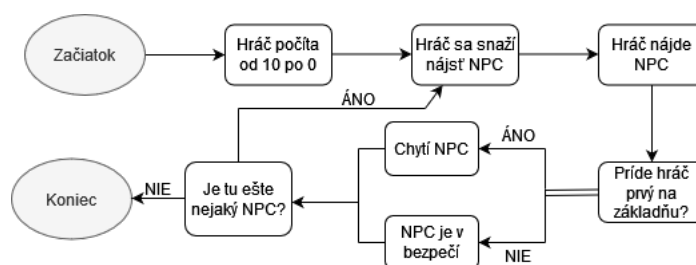 Začiatok
Hráč počíta
od 10 po 0
Hráč sa snaží
nájsť NPC
Hráč nájde
NPC
ÁNO
Chytí NPC
ÁNO
Príde hráč
prvý na
základňu?
Koniec
NIE
Je tu ešte
nejaký NPC?
NPC je v
bezpečí
NIE